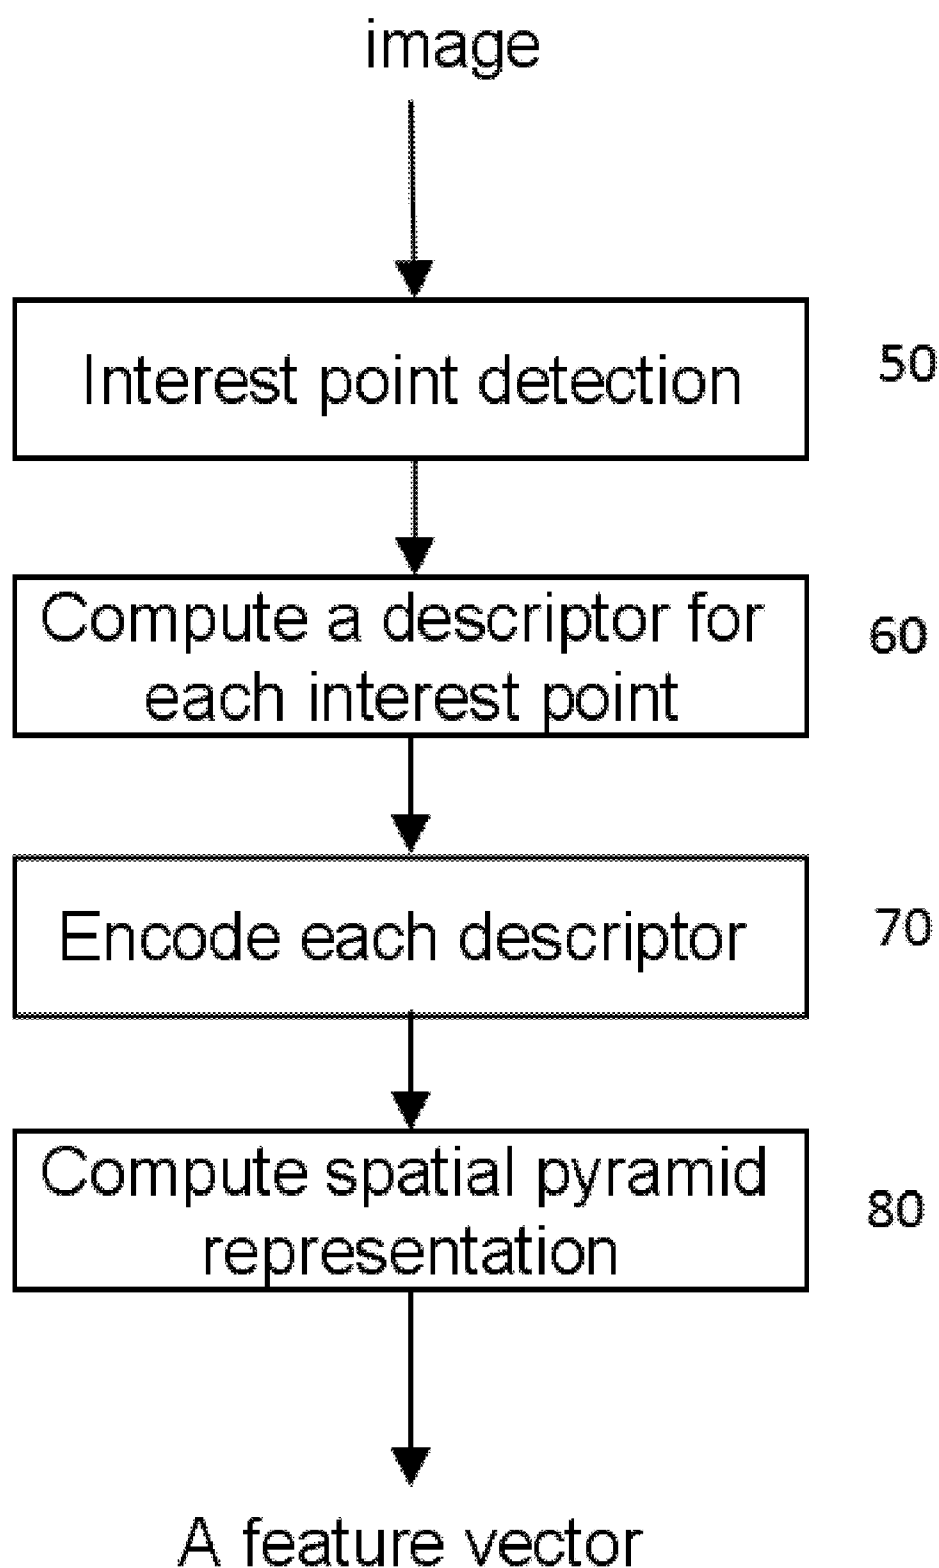 image
Interest point detection
50
Compute a descriptor for
each interest point
60
Encode each descriptor
70
Compute spatial pyramid
representation
80
A feature vector